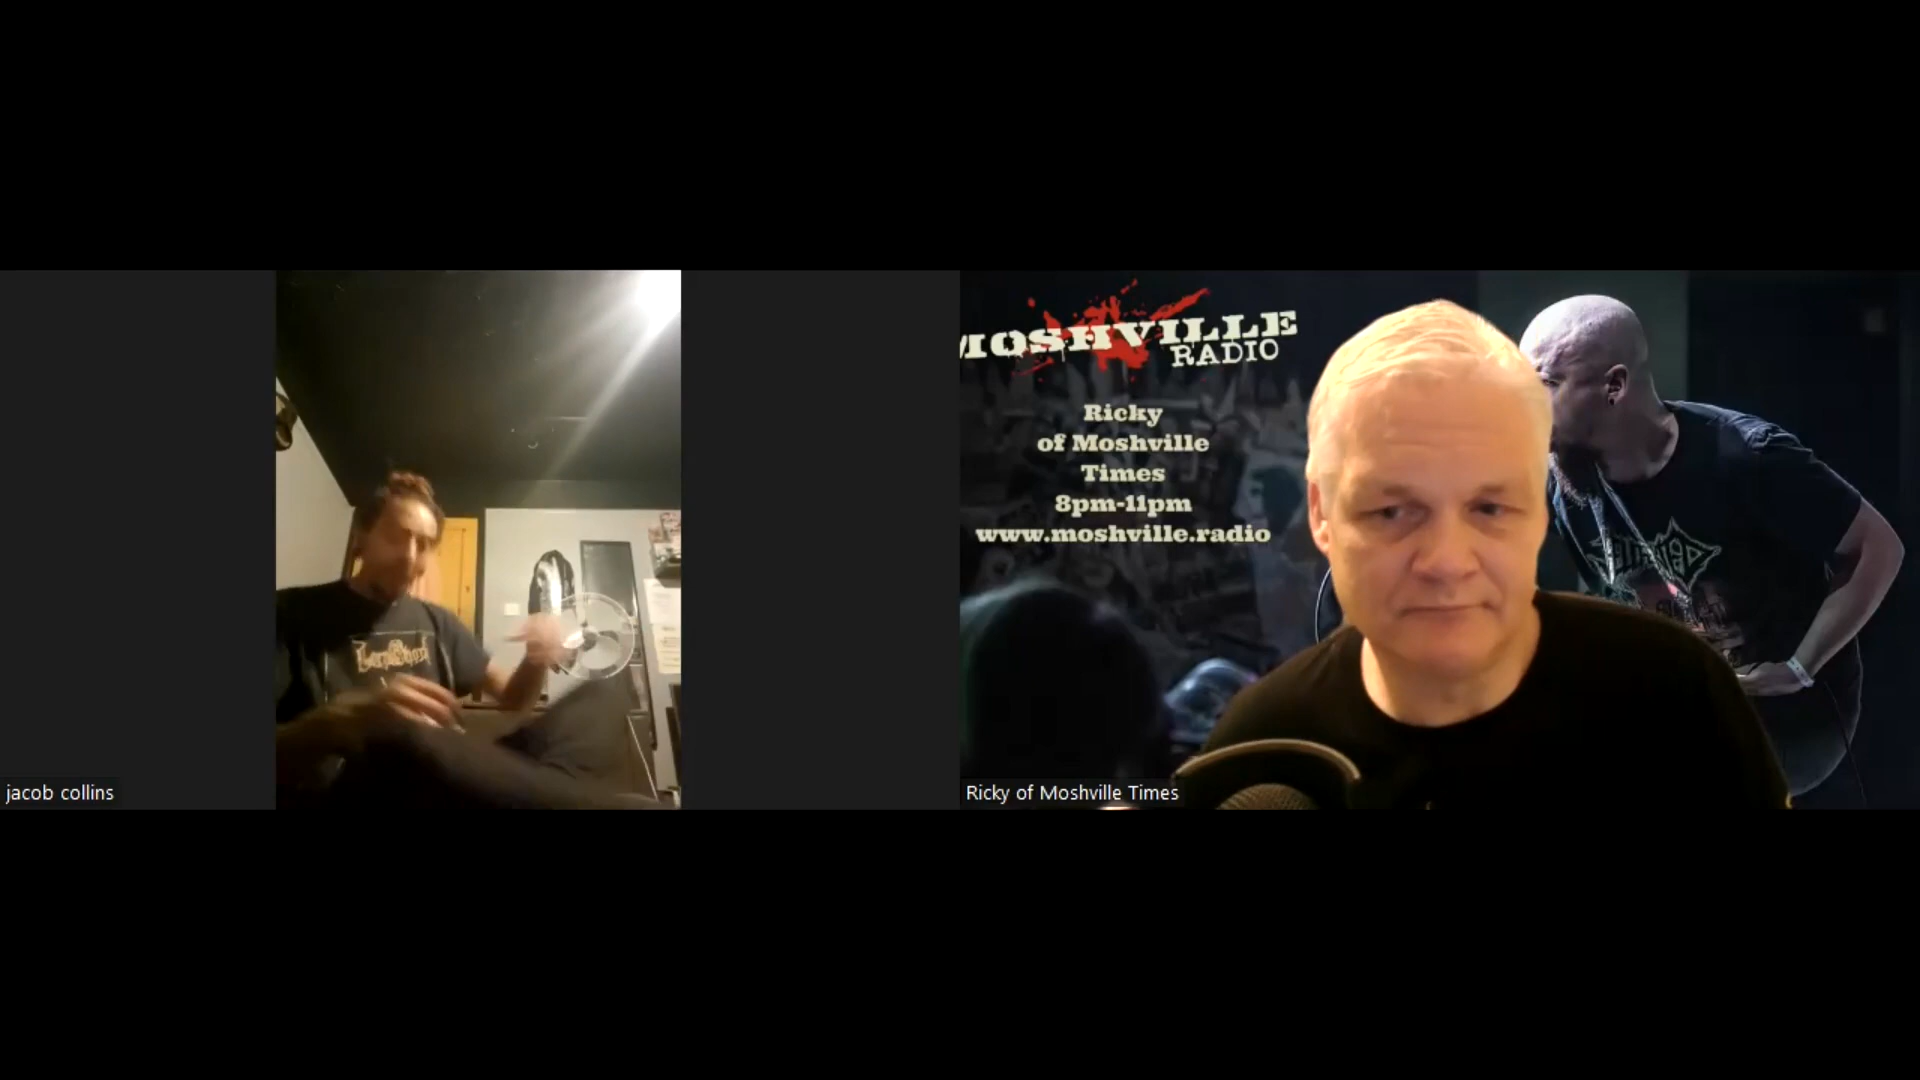 MOSHVILLE
RADIO
Ricky
of Moshville
Times
8pm-11pm
www.moshville.radio
jacob collins
Ricky of Moshville Times